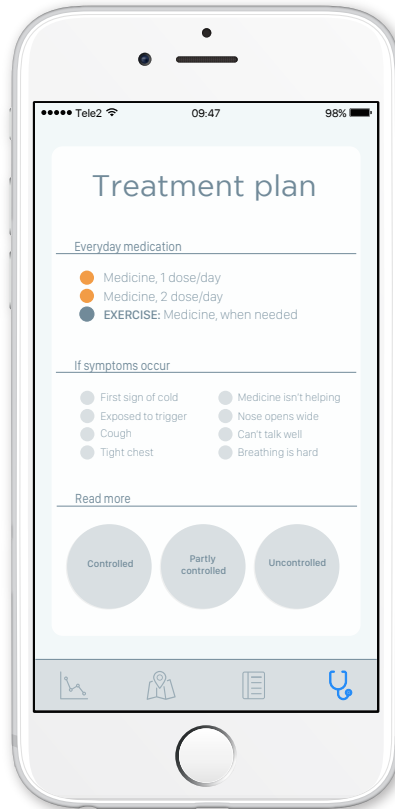 Tele2 09:47 98%
Treatment plan
Everyday medication
Medicine, 1 dose/day
Medicine, 2 dose/day
EXERCISE: Medicine, when needed
If symptoms occur
First sign of cold
Exposed to trigger
Cough
Tight chest
Medicine isn't helping
Nose opens wide
Can't talk well
Breathing is hard
Read more
Controlled
Partly
controlled
Uncontrolled